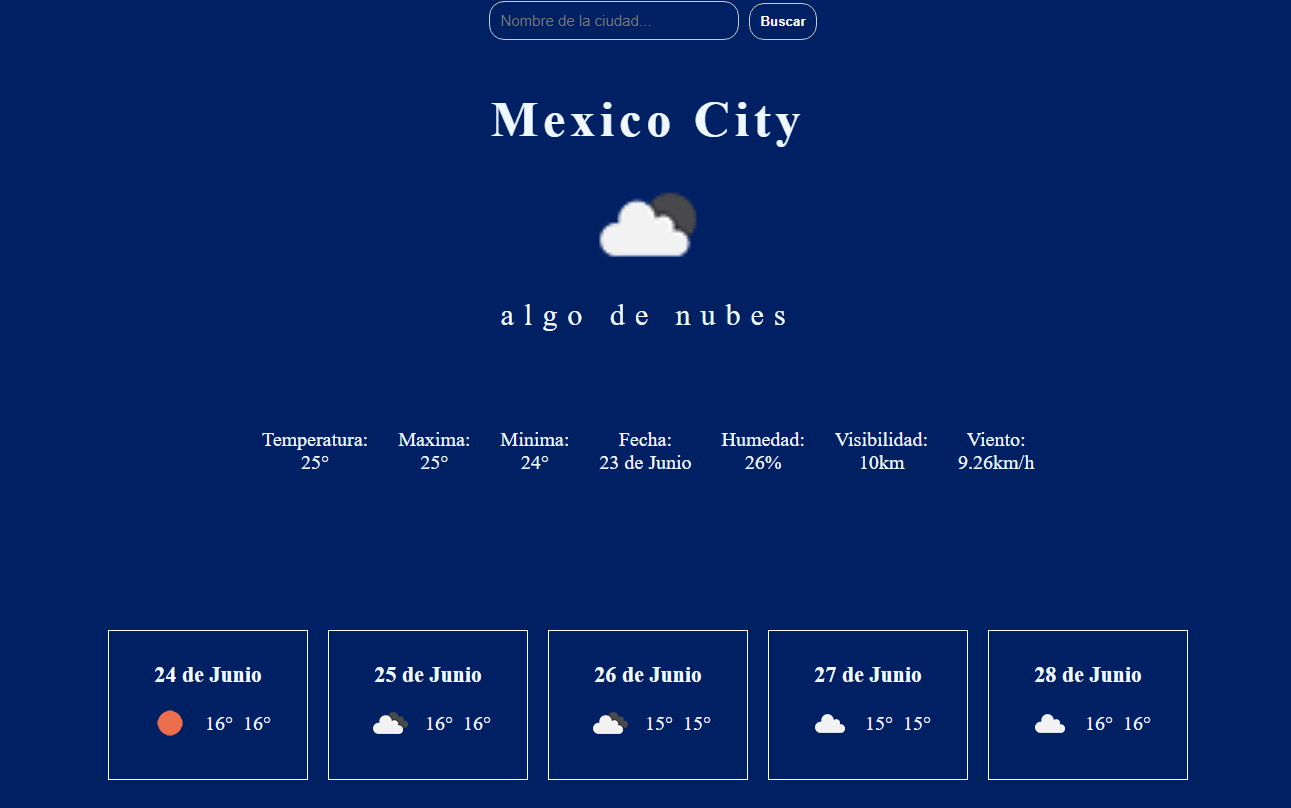 Nombre de la ciudad... Buscar
Mexico City
algo de nubes
Temperatura: Maxima: Minima: Fecha: Humedad: Visibilidad: Viento:
25° 25° 24° 23 de Junio 26% 10km 9.26km/h
24 de Junio 25 de Junio 26 de Junio 27 de Junio 28 de Junio
16° 16° 16° 16° 15° 15° 15° 15° 16° 16°